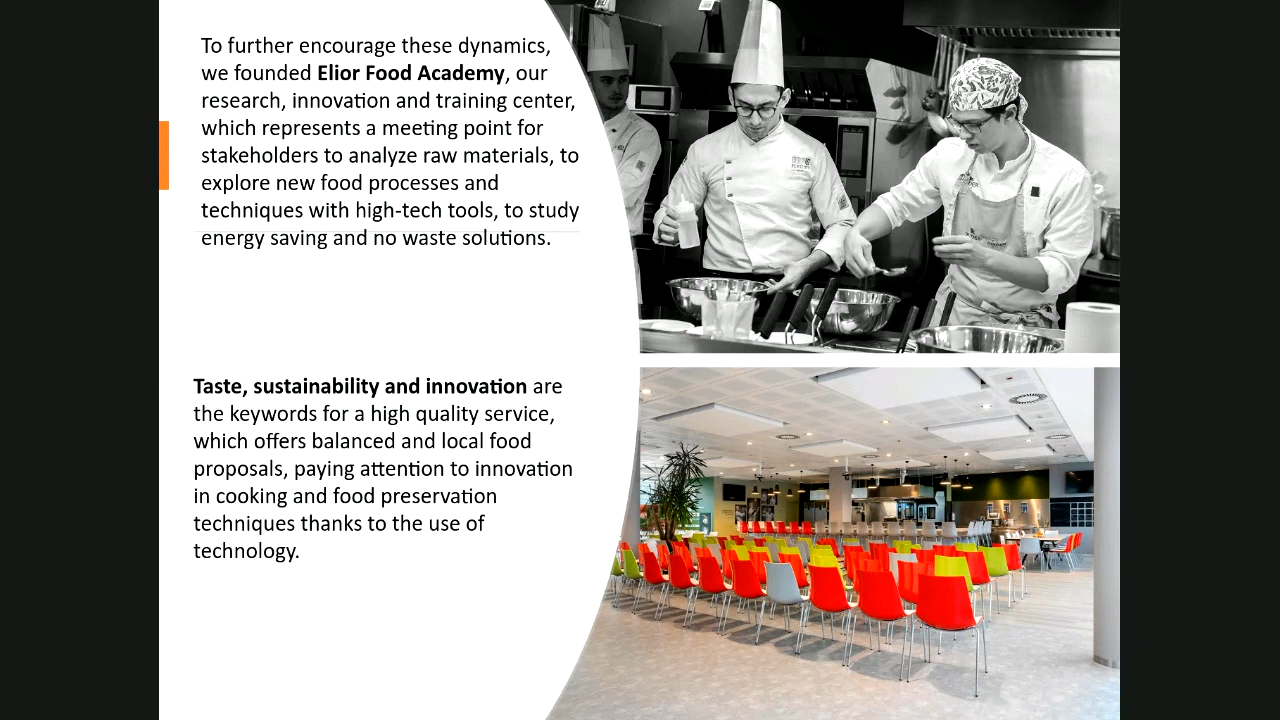 To further encourage these dynamics,
we founded Elior Food Academy, our
research, innovation and training center,
which represents a meeting point for
stakeholders to analyze raw materials, to
explore new food processes and
techniques with high-tech tools, to study
energy saving and no waste solutions.
Taste, sustainability and innovation are
the keywords for a high quality service,
which offers balanced and local food
proposals, paying attention to innovation
in cooking and food preservation
techniques thanks to the use of
technology.